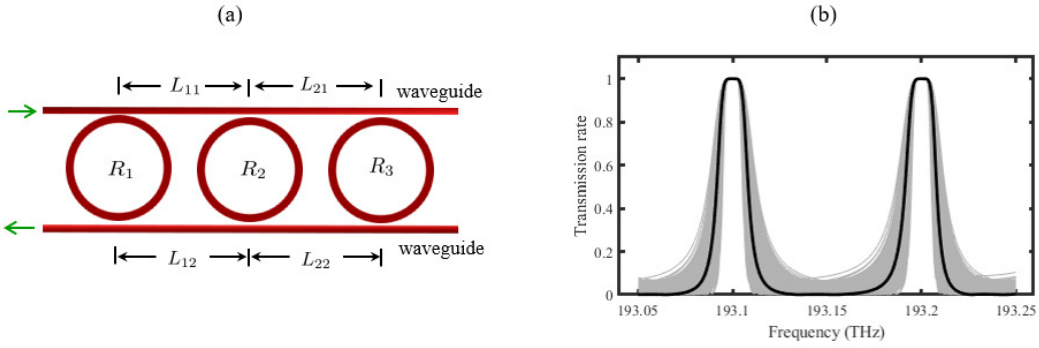 (a)
(b)
L₁₁
L₂₁
waveguide
R₁
R₂
R₃
L₁₂
L₂₂
waveguide
Transmission rate
1
0.8
0.6
0.4
0.2
0
193.05
193.1
193.15
193.2
193.25
Frequency (THz)